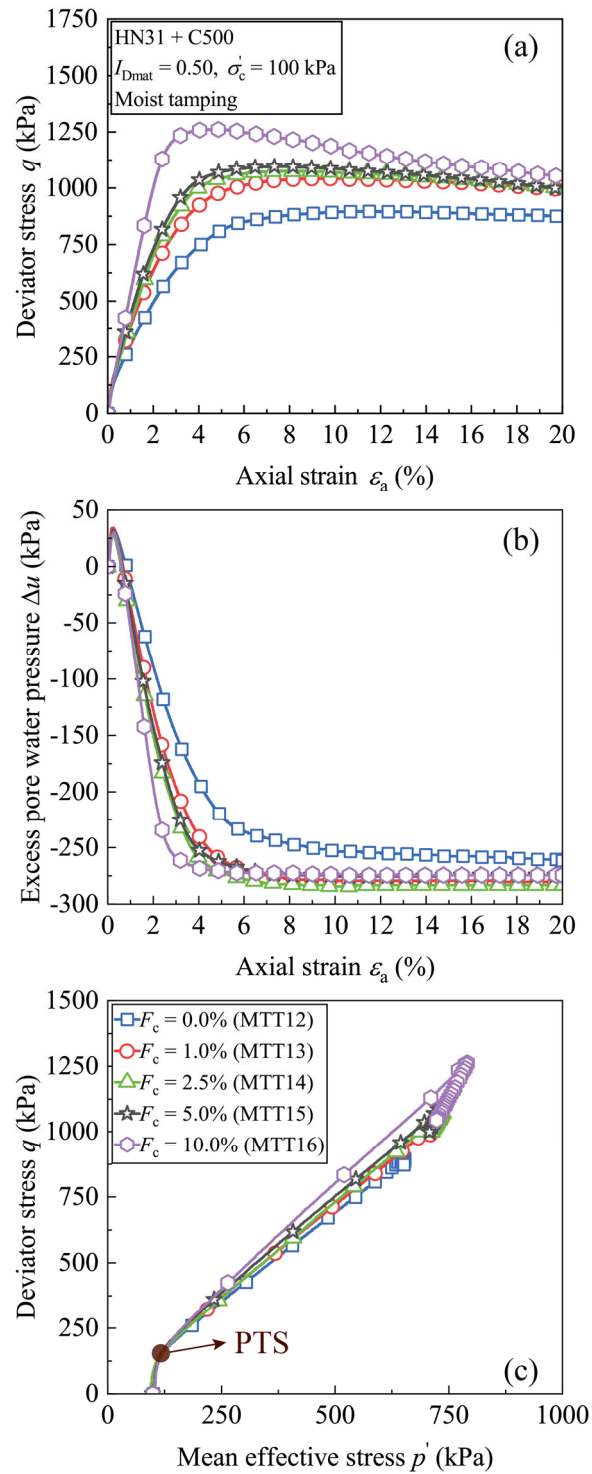 1750
1500
1250
1000
750
500
250
0
Deviator stress q (kPa)
HN31 + C500
I_Dmat = 0.50, σ'_c = 100 kPa
Moist tamping
(a)
0 2 4 6 8 10 12 14 16 18 20
Axial strain ε_a (%)
50
0
-50
-100
-150
-200
-250
-300
Excess pore water pressure Δu (kPa)
(b)
0 2 4 6 8 10 12 14 16 18 20
Axial strain ε_a (%)
1500
1250
1000
750
500
250
0
Deviator stress q (kPa)
F_c = 0.0% (MTT12)
F_c = 1.0% (MTT13)
F_c = 2.5% (MTT14)
F_c = 5.0% (MTT15)
F_c = 10.0% (MTT16)
PTS
(c)
250 500 750 1000
Mean effective stress p' (kPa)